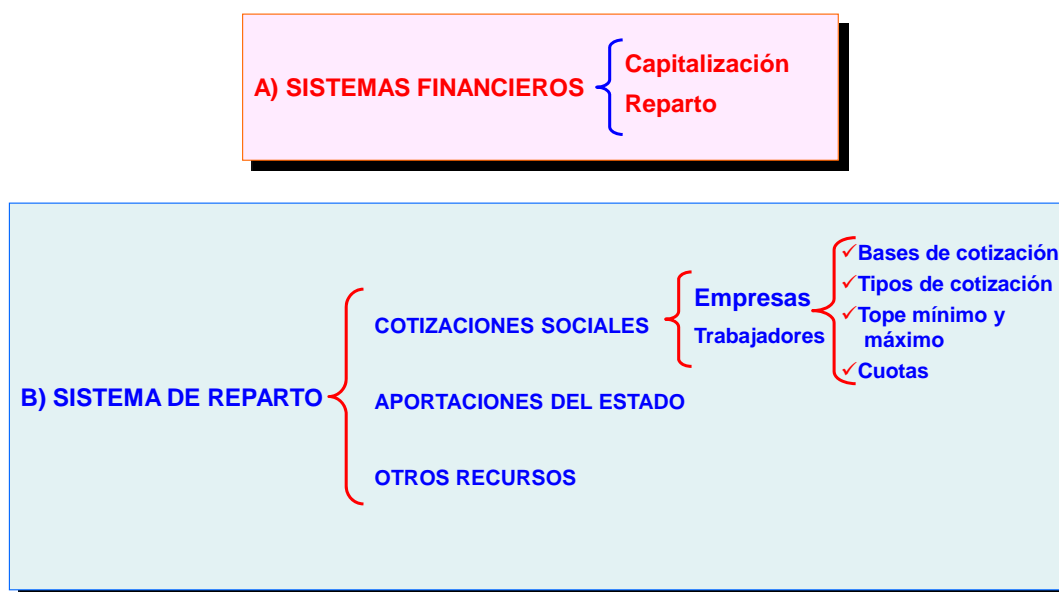 A) SISTEMAS FINANCIEROS
Capitalización
Reparto
B) SISTEMA DE REPARTO
COTIZACIONES SOCIALES
Empresas
Trabajadores
✓Bases de cotización
✓Tipos de cotización
✓Tope mínimo y
máximo
✓Cuotas
APORTACIONES DEL ESTADO
OTROS RECURSOS